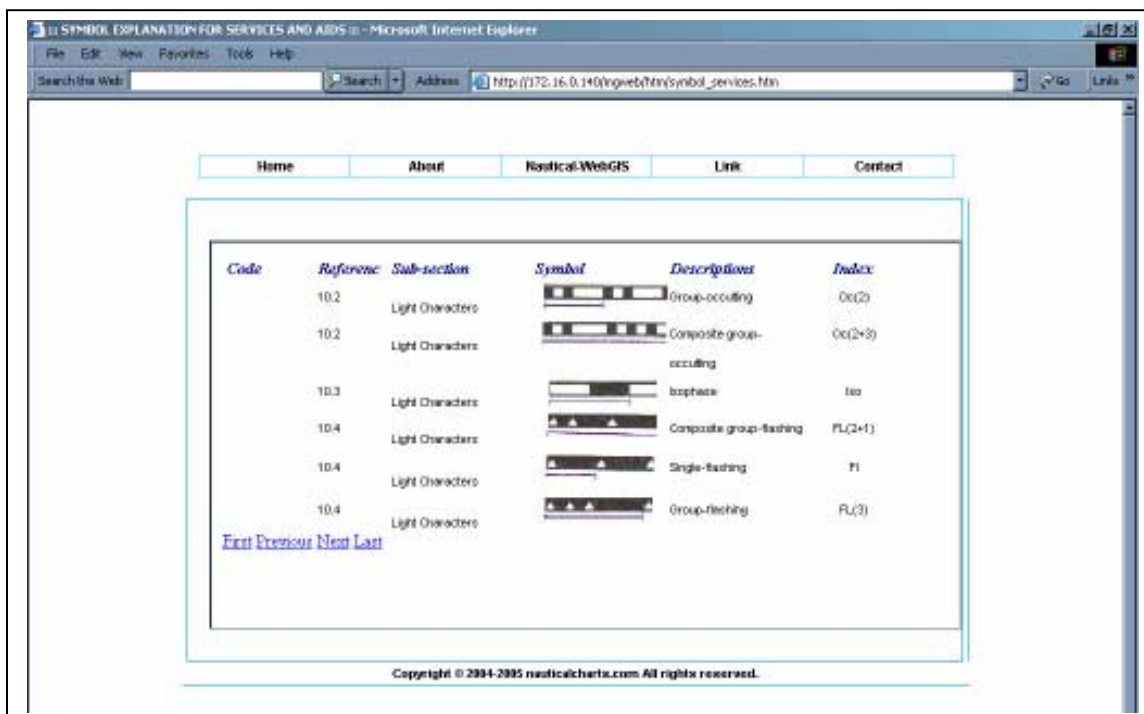 ::: SYMBOL EXPLANATION FOR SERVICES AND AIDS ::: - Microsoft Internet Explorer
File Edit View Favorites Tools Help
Search the Web Search Address http://172.16.0.140/mgweb/htm/symbol_services.htm Go Links »
Home About Nautical-WebGIS Link Contact
Code Referenc Sub-section Symbol Descriptions Index
10.2 Light Characters Group-occulting Oc(2)
10.2 Light Characters Composite group- Oc(2+3)
occulting
10.3 Light Characters Isophase Iso
10.4 Light Characters Composite group-flashing FL(2+1)
10.4 Light Characters Single-flashing Fl
10.4 Light Characters Group-flashing FL(3)
First Previous Next Last
Copyright © 2004-2005 nauticalcharts.com All rights reserved.